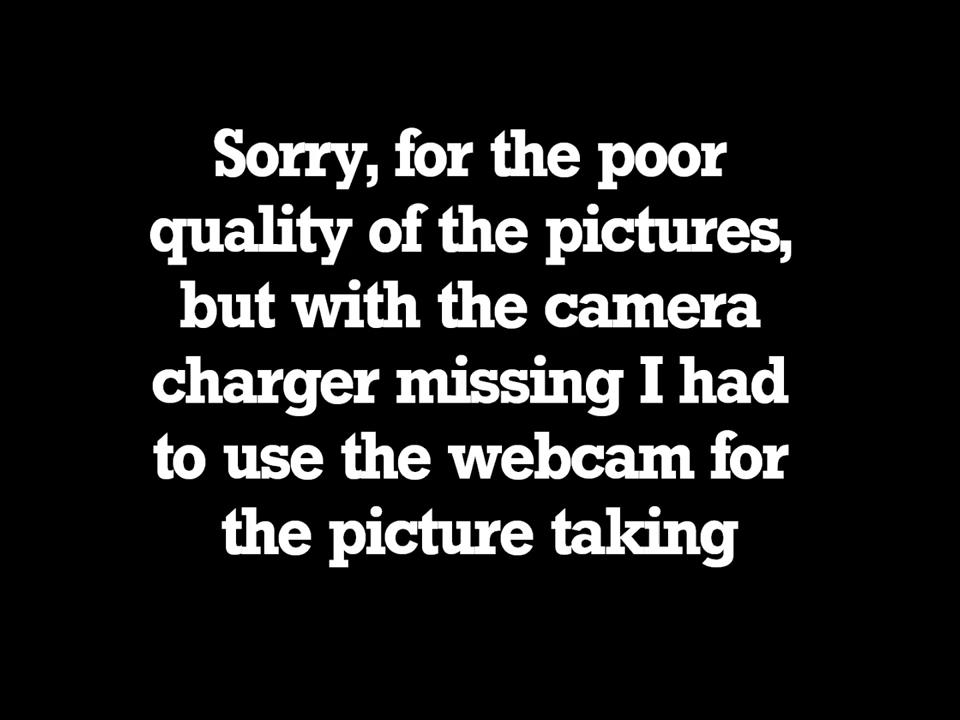 Sorry, for the poor
quality of the pictures,
but with the camera
charger missing I had
to use the webcam for
the picture taking